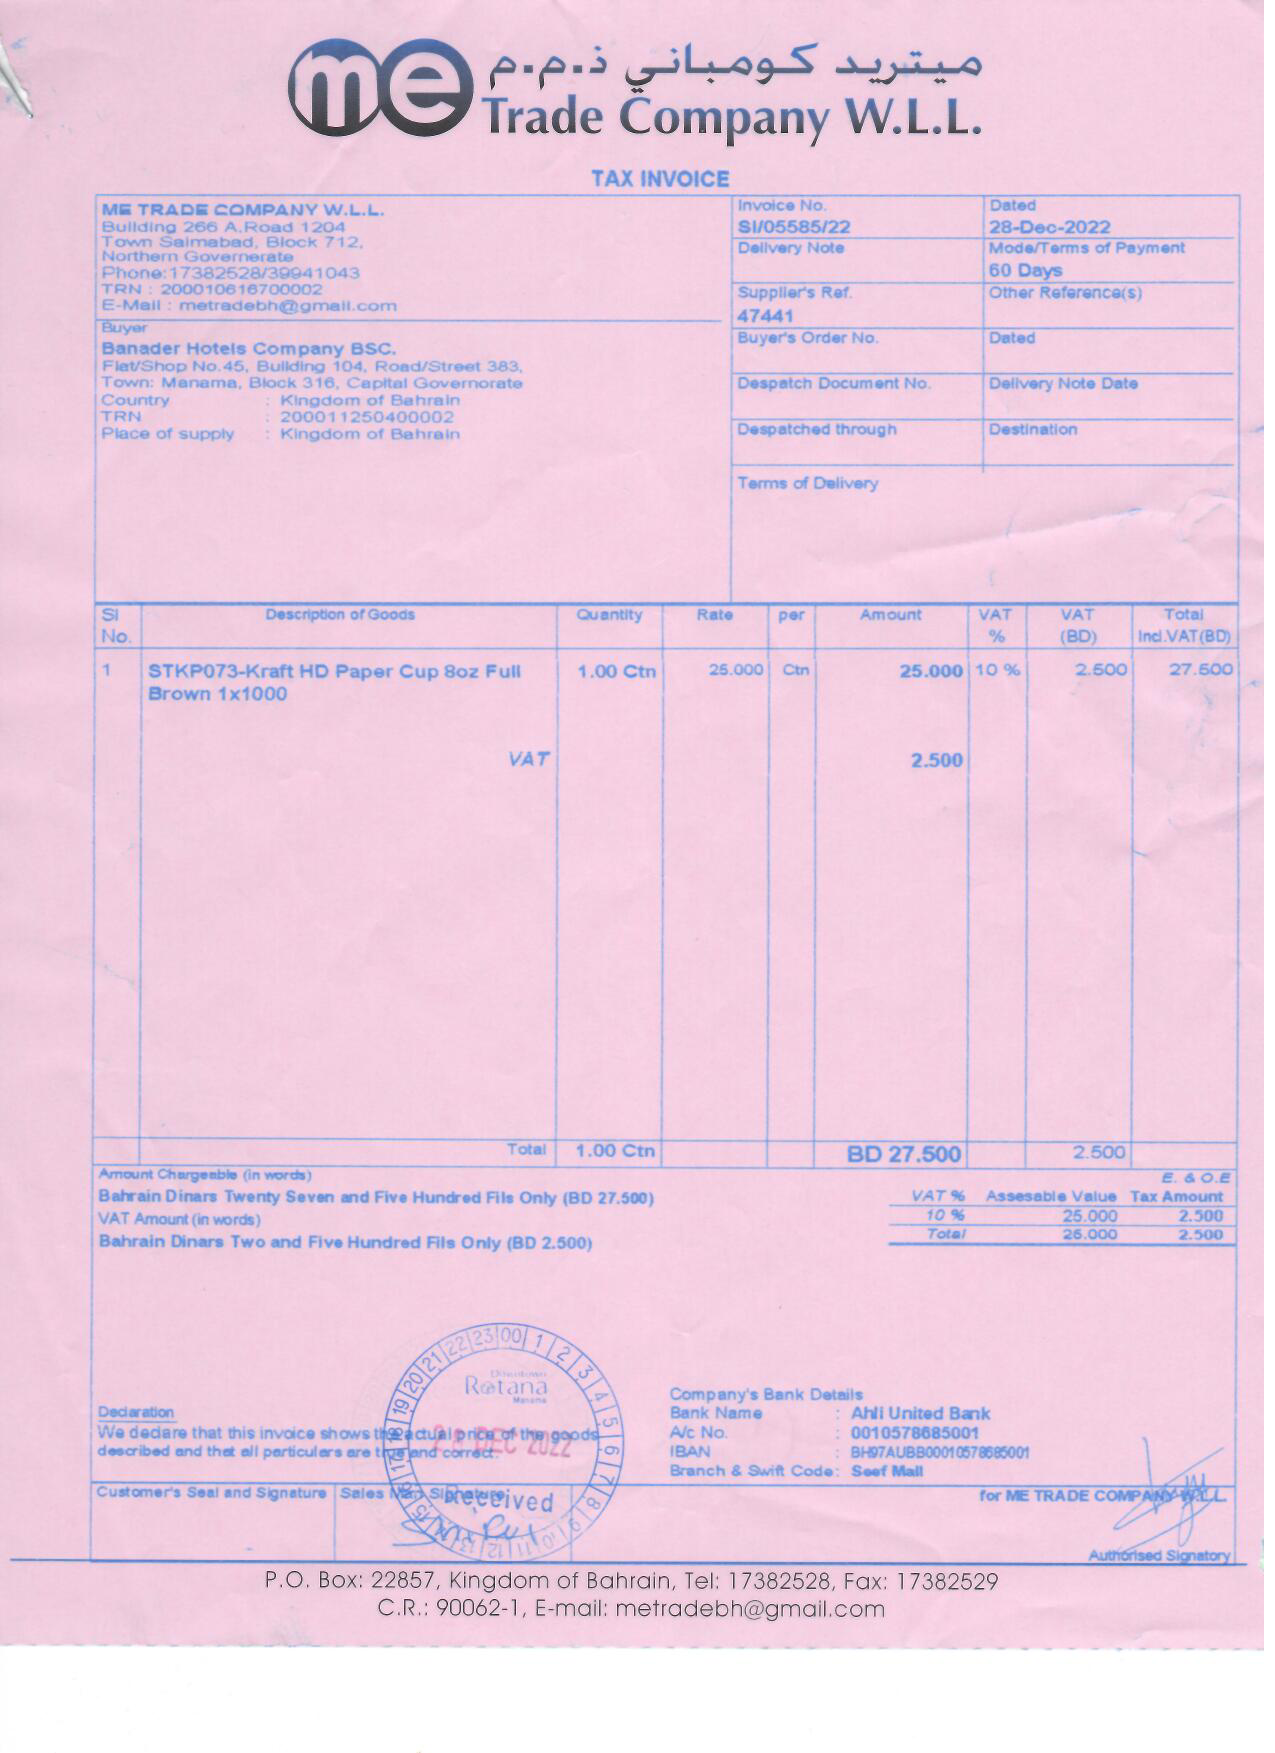 me ميتريد كومباني ذ.م.م
Trade Company W.L.L.
TAX INVOICE
ME TRADE COMPANY W.L.L.
Building 266 A.Road 1204
Town Salmabad, Block 712,
Northern Governerate
Phone:17382528/39941043
TRN : 200010616700002
E-Mail : metradebh@gmail.com
Invoice No. Dated
SI/05585/22 28-Dec-2022
Delivery Note Mode/Terms of Payment
60 Days
Supplier's Ref. Other Reference(s)
47441
Buyer's Order No. Dated
Despatch Document No. Delivery Note Date
Despatched through Destination
Terms of Delivery
Buyer
Banader Hotels Company BSC.
Flat/Shop No.45, Building 104, Road/Street 383,
Town: Manama, Block 316, Capital Governorate
Country : Kingdom of Bahrain
TRN : 200011250400002
Place of supply : Kingdom of Bahrain
Sl Description of Goods Quantity Rate per Amount VAT VAT Total
No. % (BD) Incl.VAT(BD)
1 STKP073-Kraft HD Paper Cup 8oz Full 1.00 Ctn 25.000 Ctn 25.000 10 % 2.500 27.500
Brown 1x1000
VAT 2.500
Total 1.00 Ctn BD 27.500 2.500
Amount Chargeable (in words) E. & O.E
Bahrain Dinars Twenty Seven and Five Hundred Fils Only (BD 27.500)
VAT Amount (in words)
Bahrain Dinars Two and Five Hundred Fils Only (BD 2.500)
VAT % Assesable Value Tax Amount
10 % 25.000 2.500
Total 25.000 2.500
23 00 1 2 3 4 5 6 7 8 9 10 11 12 13 15 16 17 18 19 20 21 22
Downtown
Rotana
Manama
28 DEC 2022
Received
Declaration
We declare that this invoice shows the actual price of the goods
described and that all particulars are true and correct.
Company's Bank Details
Bank Name : Ahli United Bank
A/c No. : 0010578685001
IBAN : BH97AUBB00010578685001
Branch & Swift Code: Seef Mall
Customer's Seal and Signature Sales Man Signature for ME TRADE COMPANY W.L.L.
Authorised Signatory
P.O. Box: 22857, Kingdom of Bahrain, Tel: 17382528, Fax: 17382529
C.R.: 90062-1, E-mail: metradebh@gmail.com